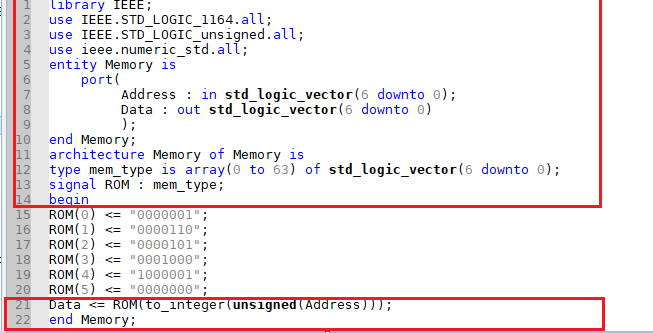 1 library IEEE;
2 use IEEE.STD_LOGIC_1164.all;
3 use IEEE.STD_LOGIC_unsigned.all;
4 use ieee.numeric_std.all;
5 entity Memory is
6 port(
7 Address : in std_logic_vector(6 downto 0);
8 Data : out std_logic_vector(6 downto 0)
9 );
10 end Memory;
11 architecture Memory of Memory is
12 type mem_type is array(0 to 63) of std_logic_vector(6 downto 0);
13 signal ROM : mem_type;
14 begin
15 ROM(0) <= "0000001";
16 ROM(1) <= "0000110";
17 ROM(2) <= "0000101";
18 ROM(3) <= "0001000";
19 ROM(4) <= "1000001";
20 ROM(5) <= "0000000";
21 Data <= ROM(to_integer(unsigned(Address)));
22 end Memory;